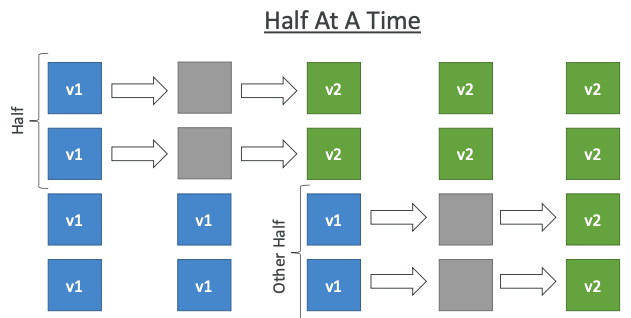 Half At A Time
Half
v1 v2 v2 v2
v1 v2 v2 v2
Other Half
v1 v1 v1 v2
v1 v1 v1 v2